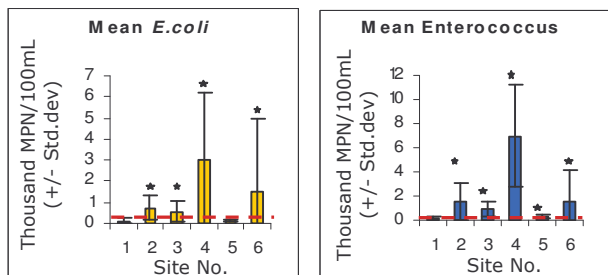 Mean E.coli
Thousand MPN/100mL
(+/- Std.dev)
7
6
5
4
3
2
1
0
* * * *
1 2 3 4 5 6
Site No.
Mean Enterococcus
Thousand MPN/100mL
(+/- Std.dev)
12
10
8
6
4
2
0
* * * * *
1 2 3 4 5 6
Site No.